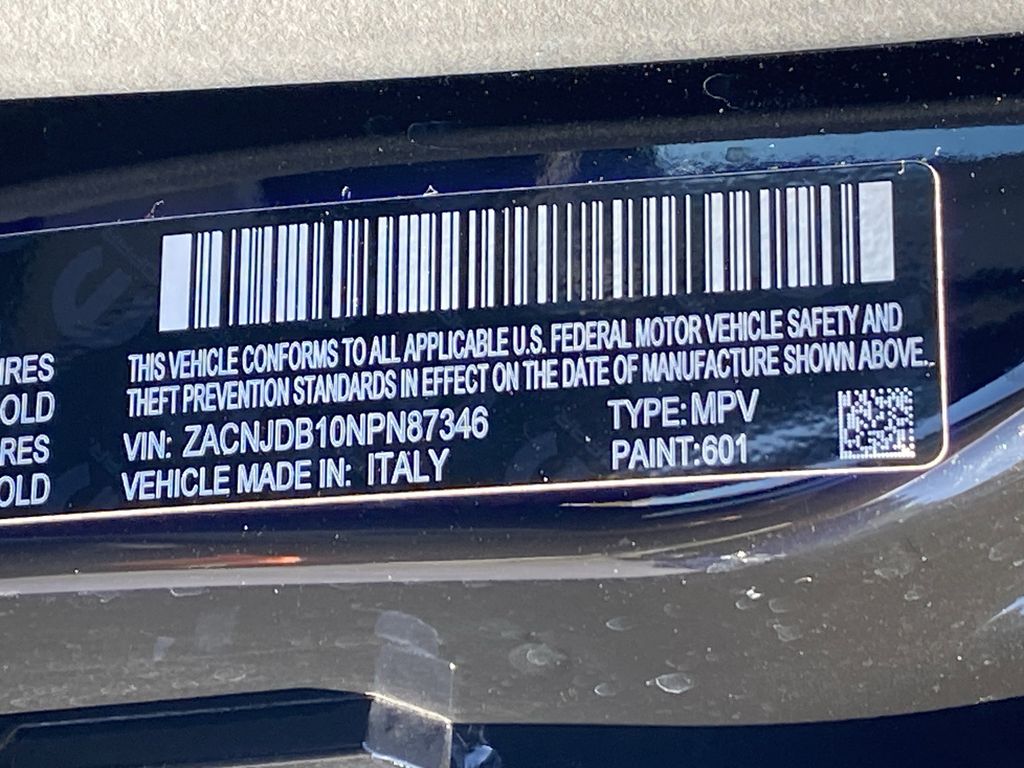 IRES
OLD
RES
OLD
THIS VEHICLE CONFORMS TO ALL APPLICABLE U.S. FEDERAL MOTOR VEHICLE SAFETY AND
THEFT PREVENTION STANDARDS IN EFFECT ON THE DATE OF MANUFACTURE SHOWN ABOVE.
VIN: ZACNJDB10NPN87346 TYPE: MPV
VEHICLE MADE IN: ITALY PAINT:601